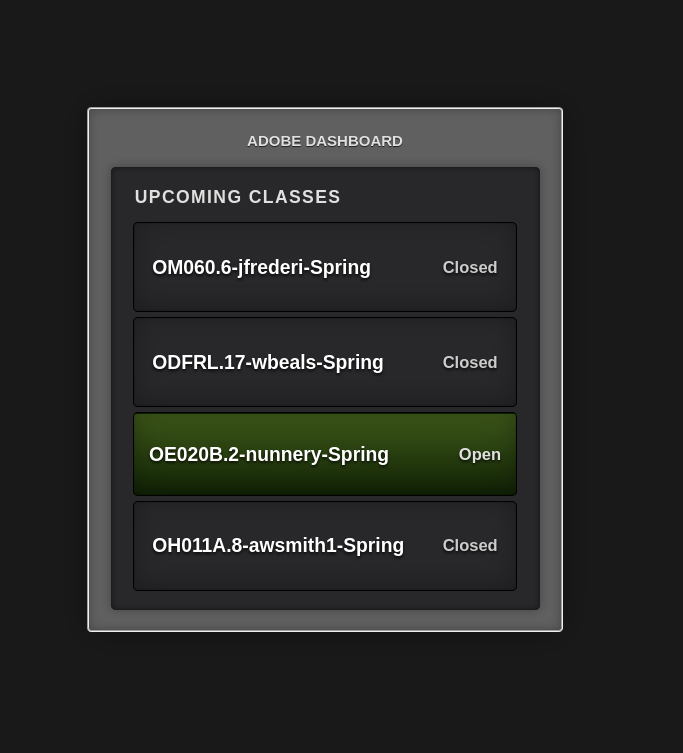 ADOBE DASHBOARD
UPCOMING CLASSES
OM060.6-jfrederi-Spring Closed
ODFRL.17-wbeals-Spring Closed
OE020B.2-nunnery-Spring Open
OH011A.8-awsmith1-Spring Closed